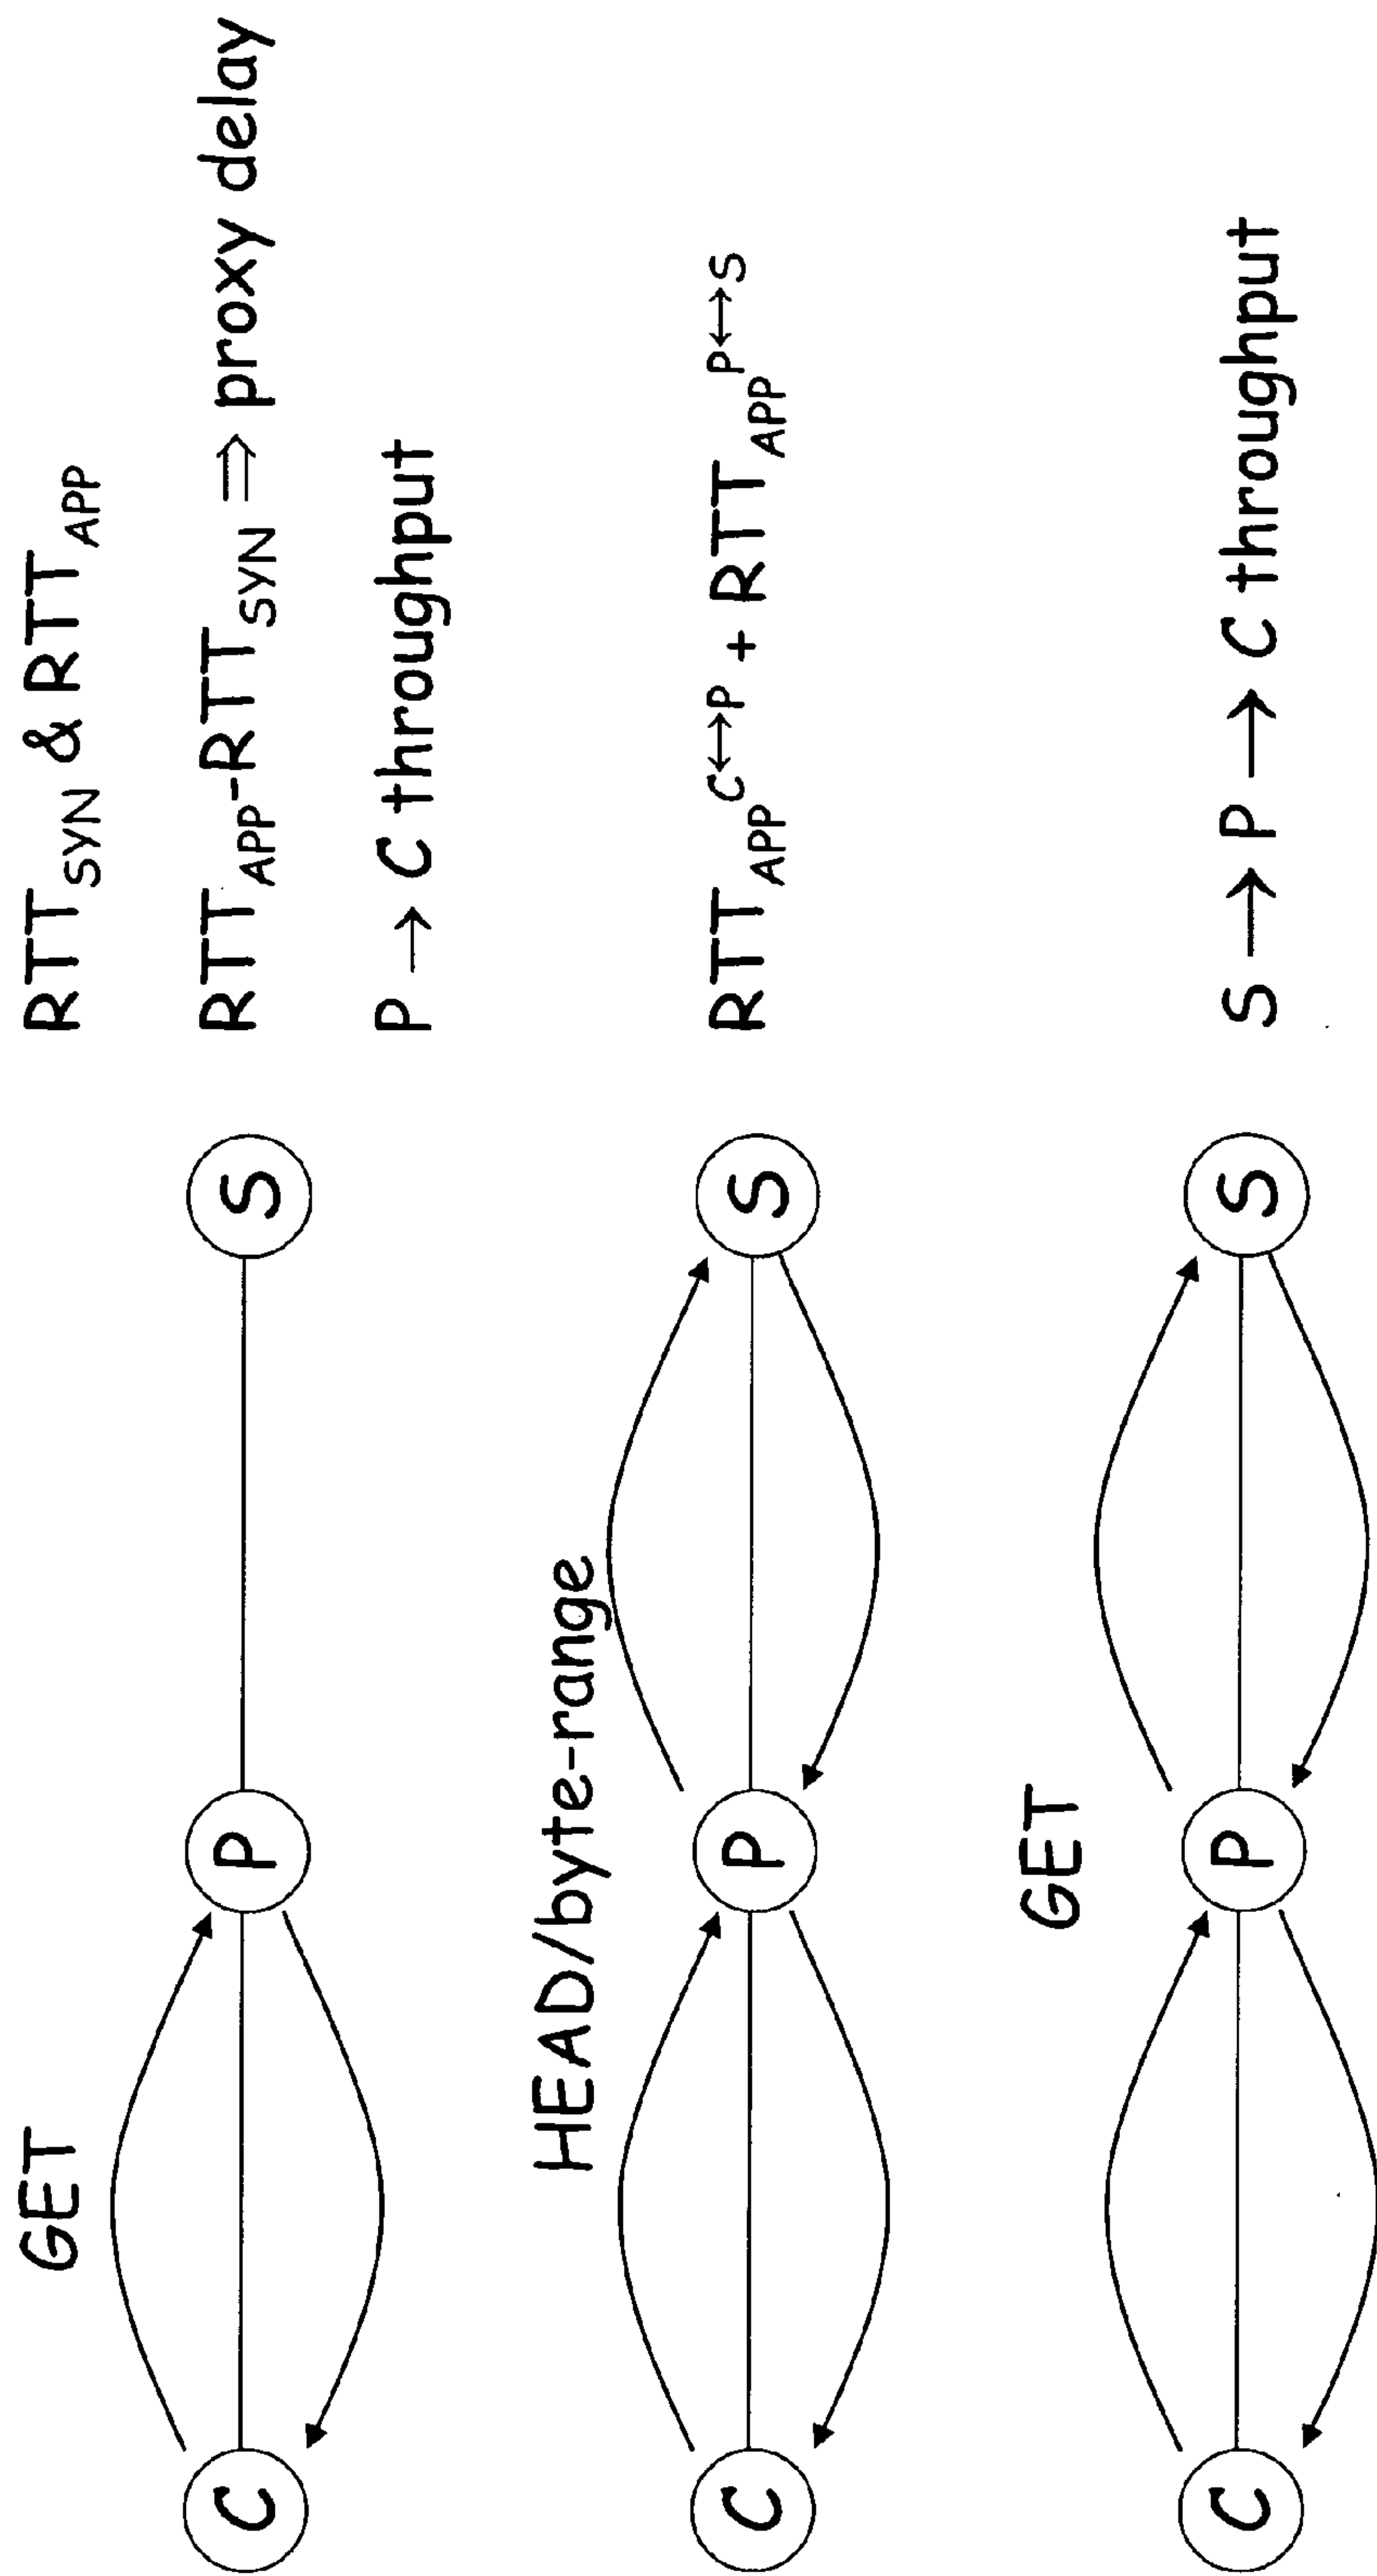 GET
C P S
RTT_SYN & RTT_APP
RTT_APP-RTT_SYN ⇒ proxy delay
P → C throughput
HEAD/byte-range
C P S
RTT_APP^C↔P + RTT_APP^P↔S
GET
C P S
S → P → C throughput